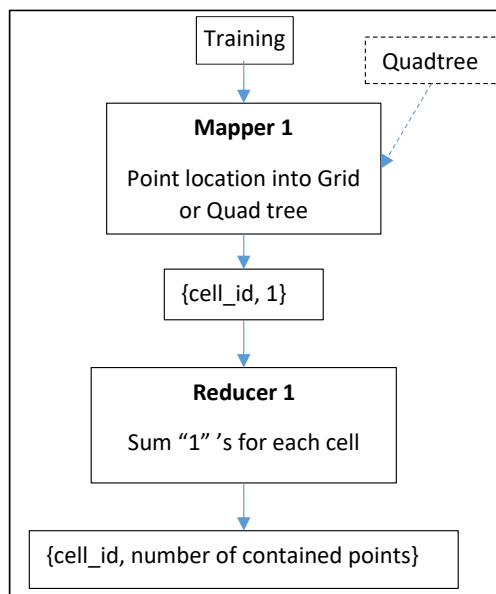 Training
Quadtree
Mapper 1
Point location into Grid
or Quad tree
{cell_id, 1}
Reducer 1
Sum “1” ’s for each cell
{cell_id, number of contained points}